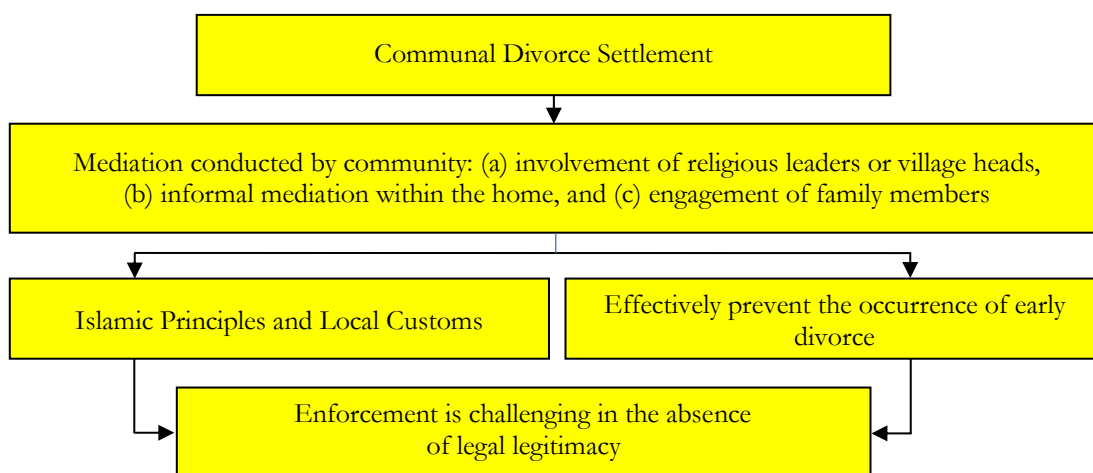 Communal Divorce Settlement
Mediation conducted by community: (a) involvement of religious leaders or village heads,
(b) informal mediation within the home, and (c) engagement of family members
Islamic Principles and Local Customs
Effectively prevent the occurrence of early
divorce
Enforcement is challenging in the absence
of legal legitimacy